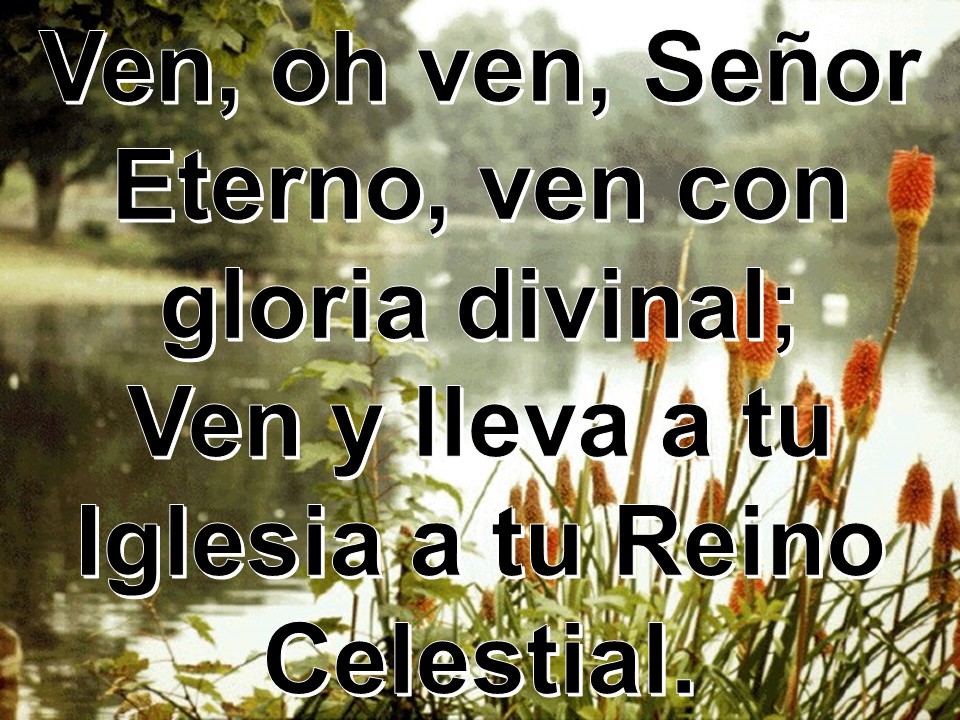 Ven, oh ven, Señor
Eterno, ven con
gloria divinal;
Ven y lleva a tu
Iglesia a tu Reino
Celestial.